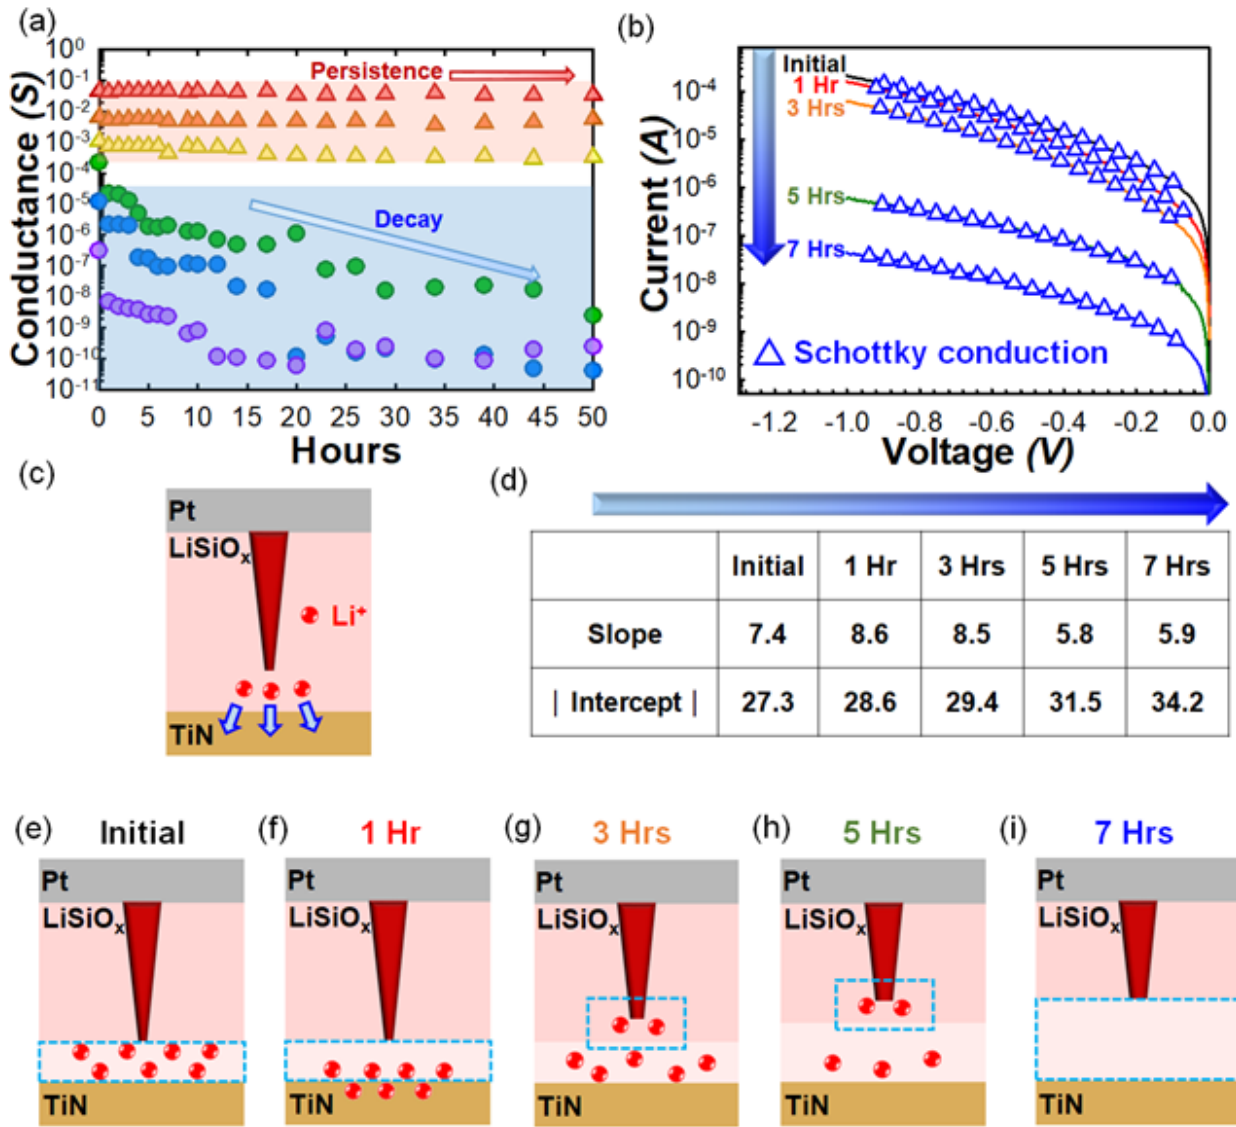 (a)
Conductance (S)
10⁰
10⁻¹
10⁻²
10⁻³
10⁻⁴
10⁻⁵
10⁻⁶
10⁻⁷
10⁻⁸
10⁻⁹
10⁻¹⁰
10⁻¹¹
Persistence
Decay
0 5 10 15 20 25 30 35 40 45 50
Hours
(b)
Current (A)
10⁻⁴
10⁻⁵
10⁻⁶
10⁻⁷
10⁻⁸
10⁻⁹
10⁻¹⁰
Initial
1 Hr
3 Hrs
5 Hrs
7 Hrs
Schottky conduction
-1.2 -1.0 -0.8 -0.6 -0.4 -0.2 0.0
Voltage (V)
(c)
Pt
LiSiOₓ
Li⁺
TiN
(d)
Initial 1 Hr 3 Hrs 5 Hrs 7 Hrs
Slope 7.4 8.6 8.5 5.8 5.9
| Intercept | 27.3 28.6 29.4 31.5 34.2
(e) Initial
Pt
LiSiOₓ
TiN
(f) 1 Hr
Pt
LiSiOₓ
TiN
(g) 3 Hrs
Pt
LiSiOₓ
TiN
(h) 5 Hrs
Pt
LiSiOₓ
TiN
(i) 7 Hrs
Pt
LiSiOₓ
TiN